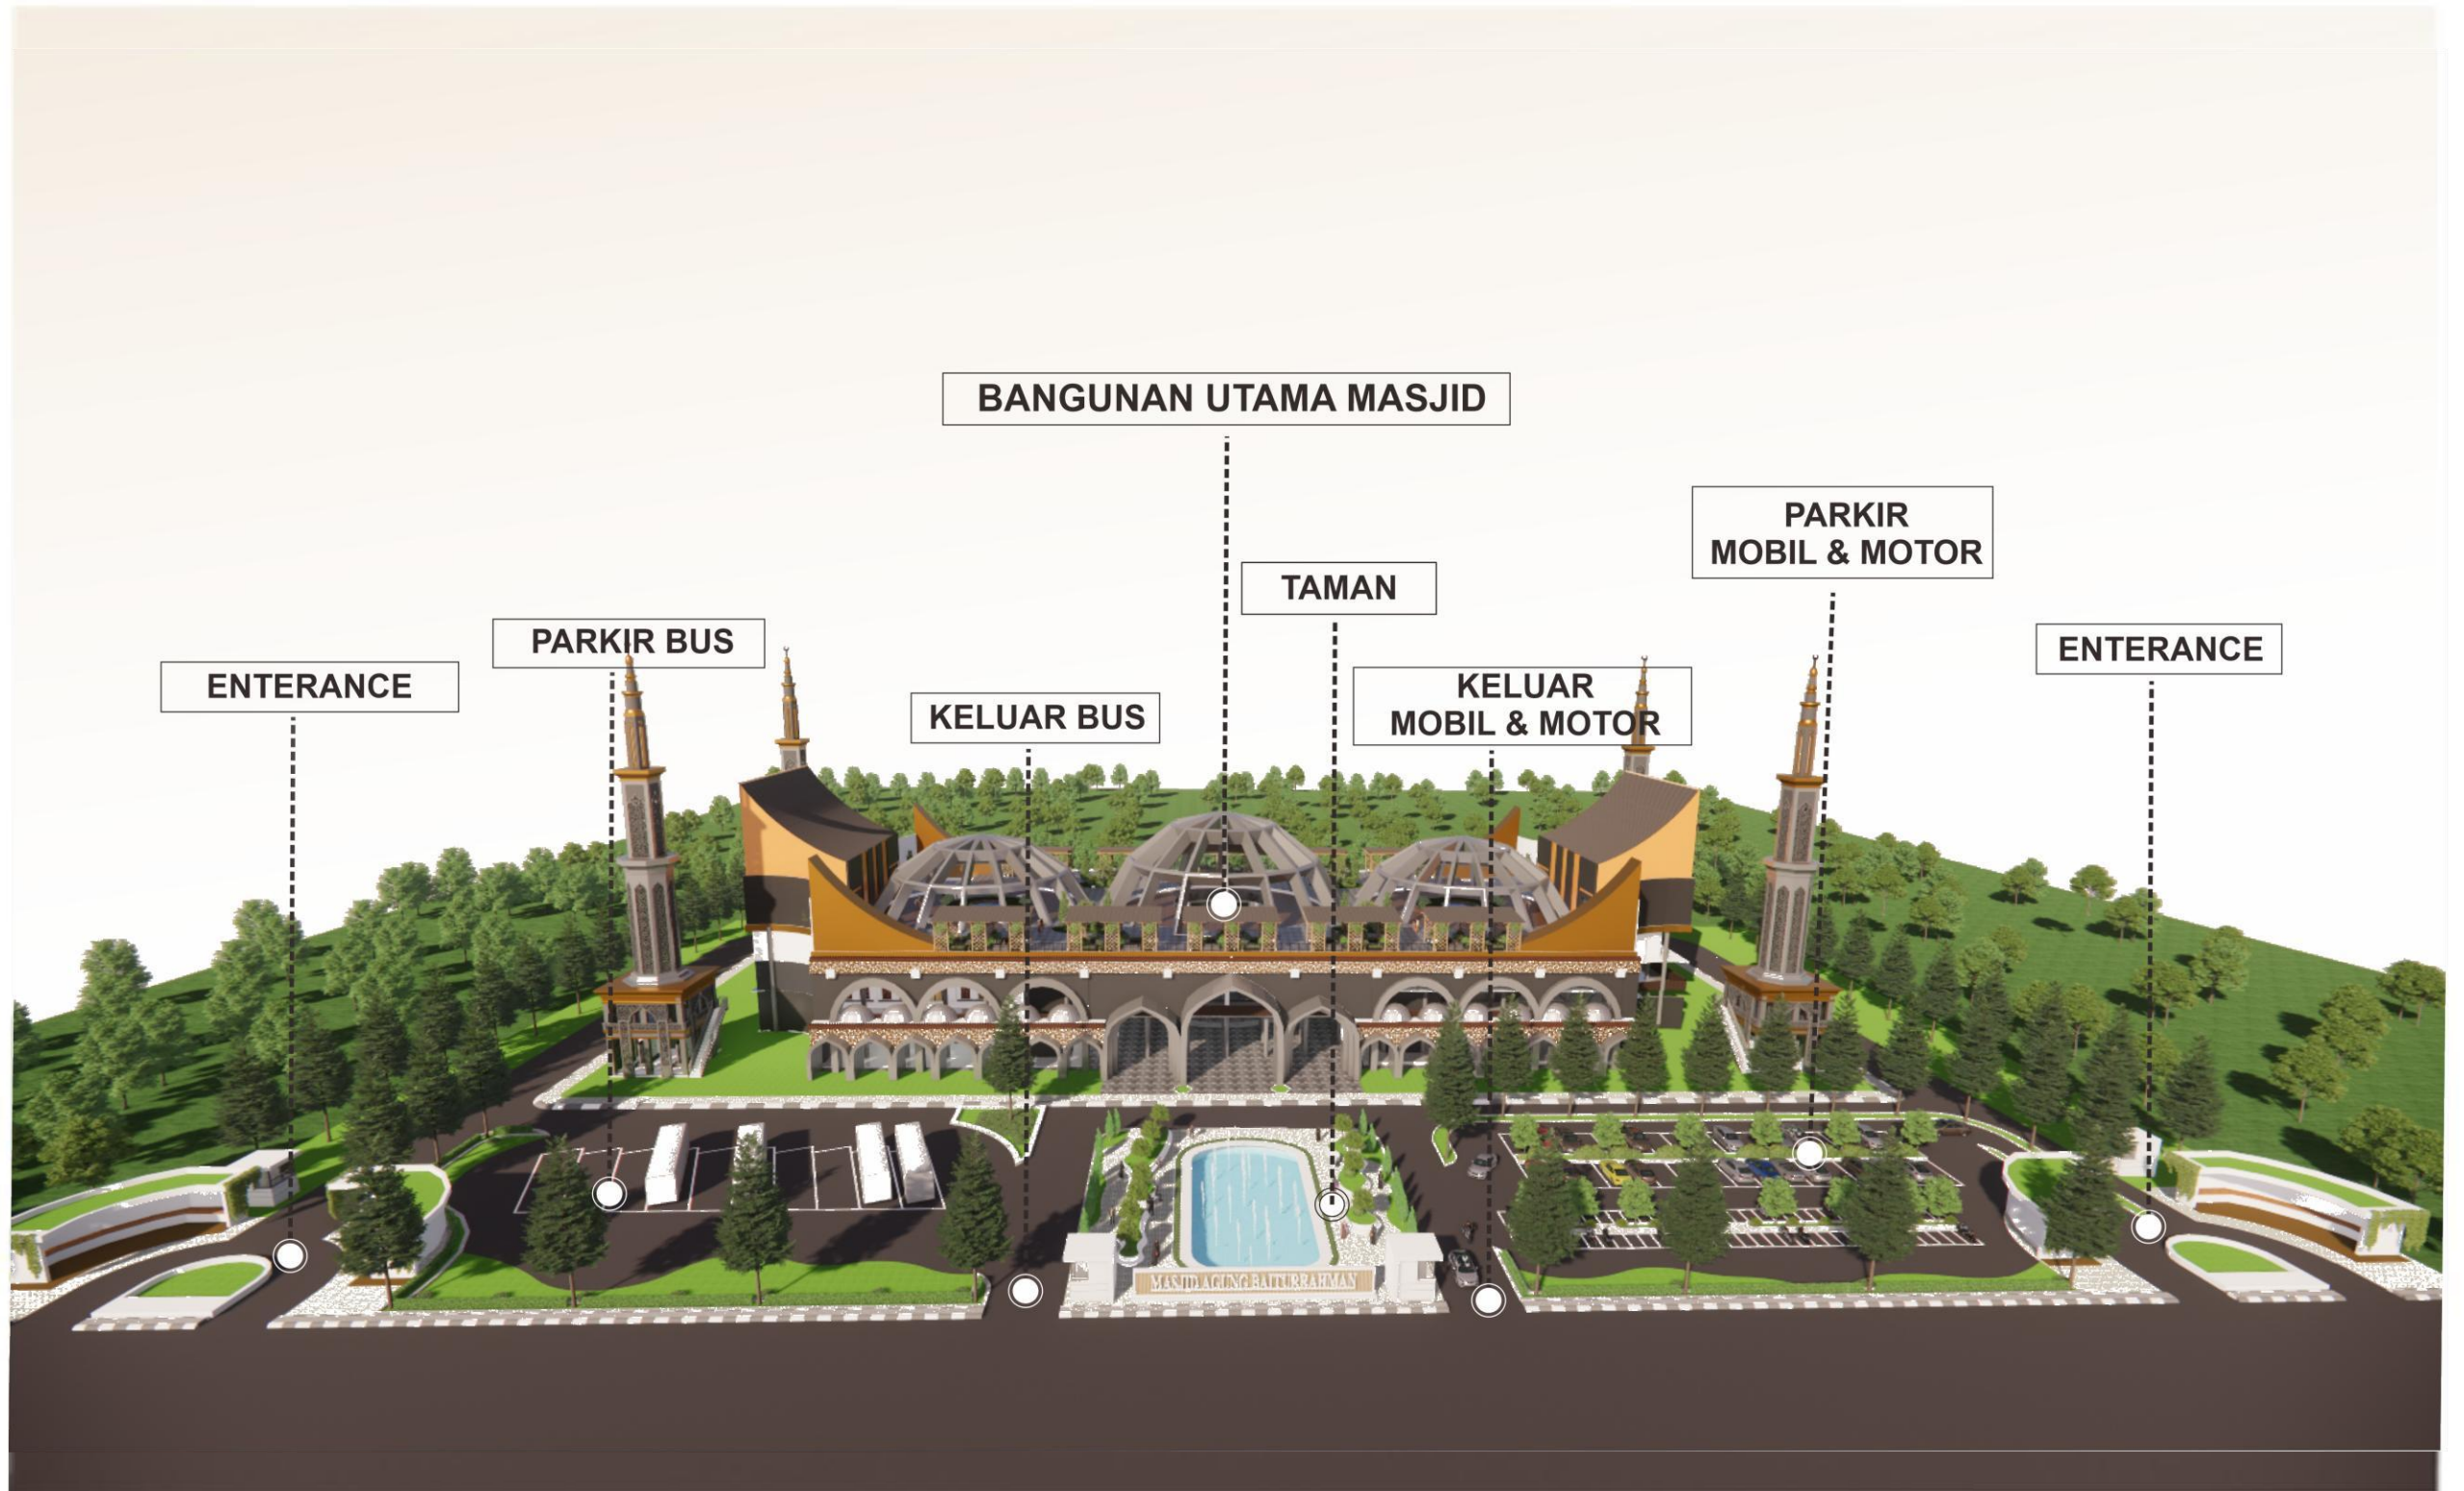 BANGUNAN UTAMA MASJID
PARKIR
MOBIL & MOTOR
TAMAN
PARKIR BUS
ENTERANCE
ENTERANCE
KELUAR BUS
KELUAR
MOBIL & MOTOR
MASJID AGUNG BAITURRAHMAN